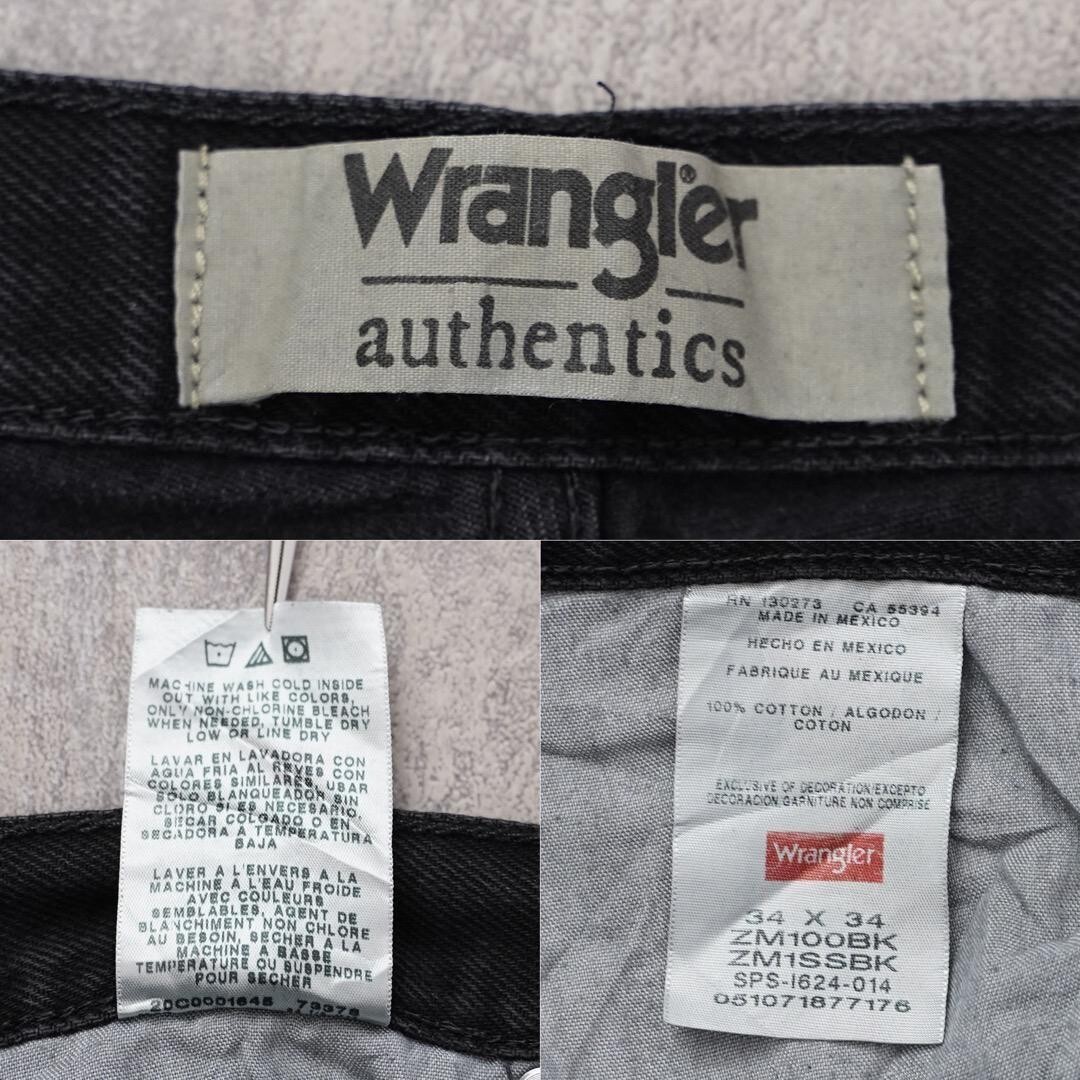 Wrangler®
authentics
MACHINE WASH COLD INSIDE
OUT WITH LIKE COLORS,
ONLY NON-CHLORINE BLEACH
WHEN NEEDED, TUMBLE DRY
LOW OR LINE DRY
LAVAR EN LAVADORA CON
AGUA FRIA AL REVES CON
COLORES SIMILARES, USAR
SOLO BLANQUEADOR SIN
CLORO SI ES NECESARIO,
SECAR COLGADO O EN
SECADORA A TEMPERATURA
BAJA
LAVER A L'ENVERS A LA
MACHINE A L'EAU FROIDE
AVEC COULEURS
SEMBLABLES, AGENT DE
BLANCHIMENT NON CHLORE
AU BESOIN, SECHER A LA
MACHINE A BASSE
TEMPERATURE OU SUSPENDRE
POUR SECHER
RN 130273 CA 55394
MADE IN MEXICO
HECHO EN MEXICO
FABRIQUE AU MEXIQUE
100% COTTON / ALGODON /
COTON
EXCLUSIVE OF DECORATION/EXCEPTO
DECORACION/GARNITURE NON COMPRISE
Wrangler
34 X 34
ZM100BK
ZM1SSBK
SPS-1624-014
051071877176